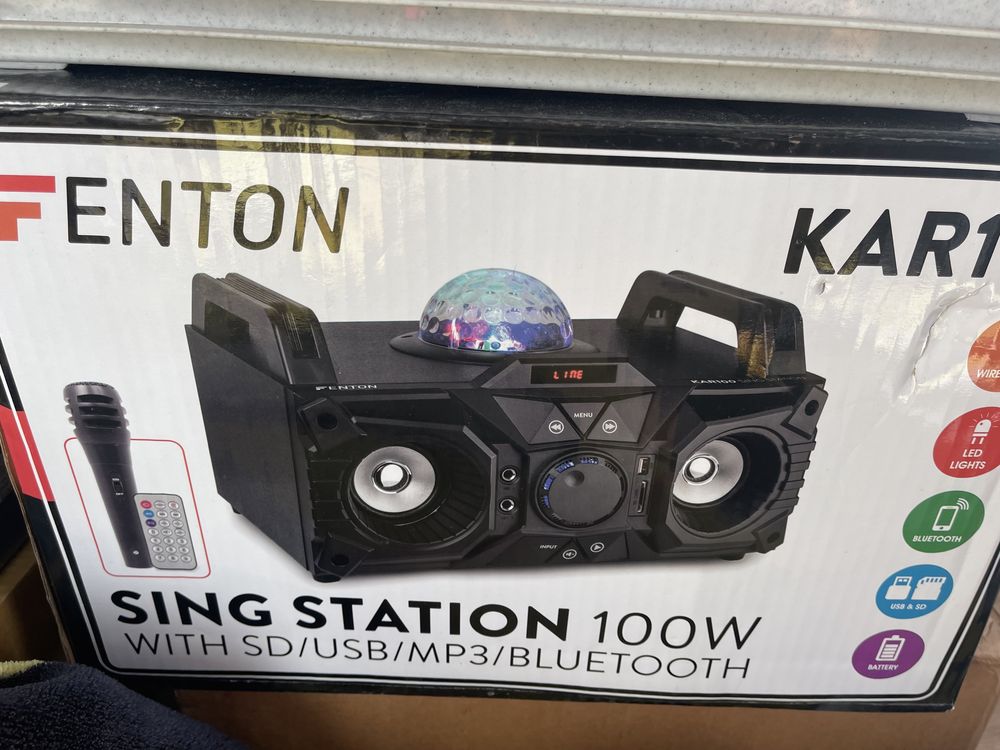 FENTON
KAR1
LINE
FENTON
KAR100
MENU
INPUT
OFF
WIRE
LED
LIGHTS
BLUETOOTH
USB & SD
BATTERY
SING STATION 100W
WITH SD/USB/MP3/BLUETOOTH